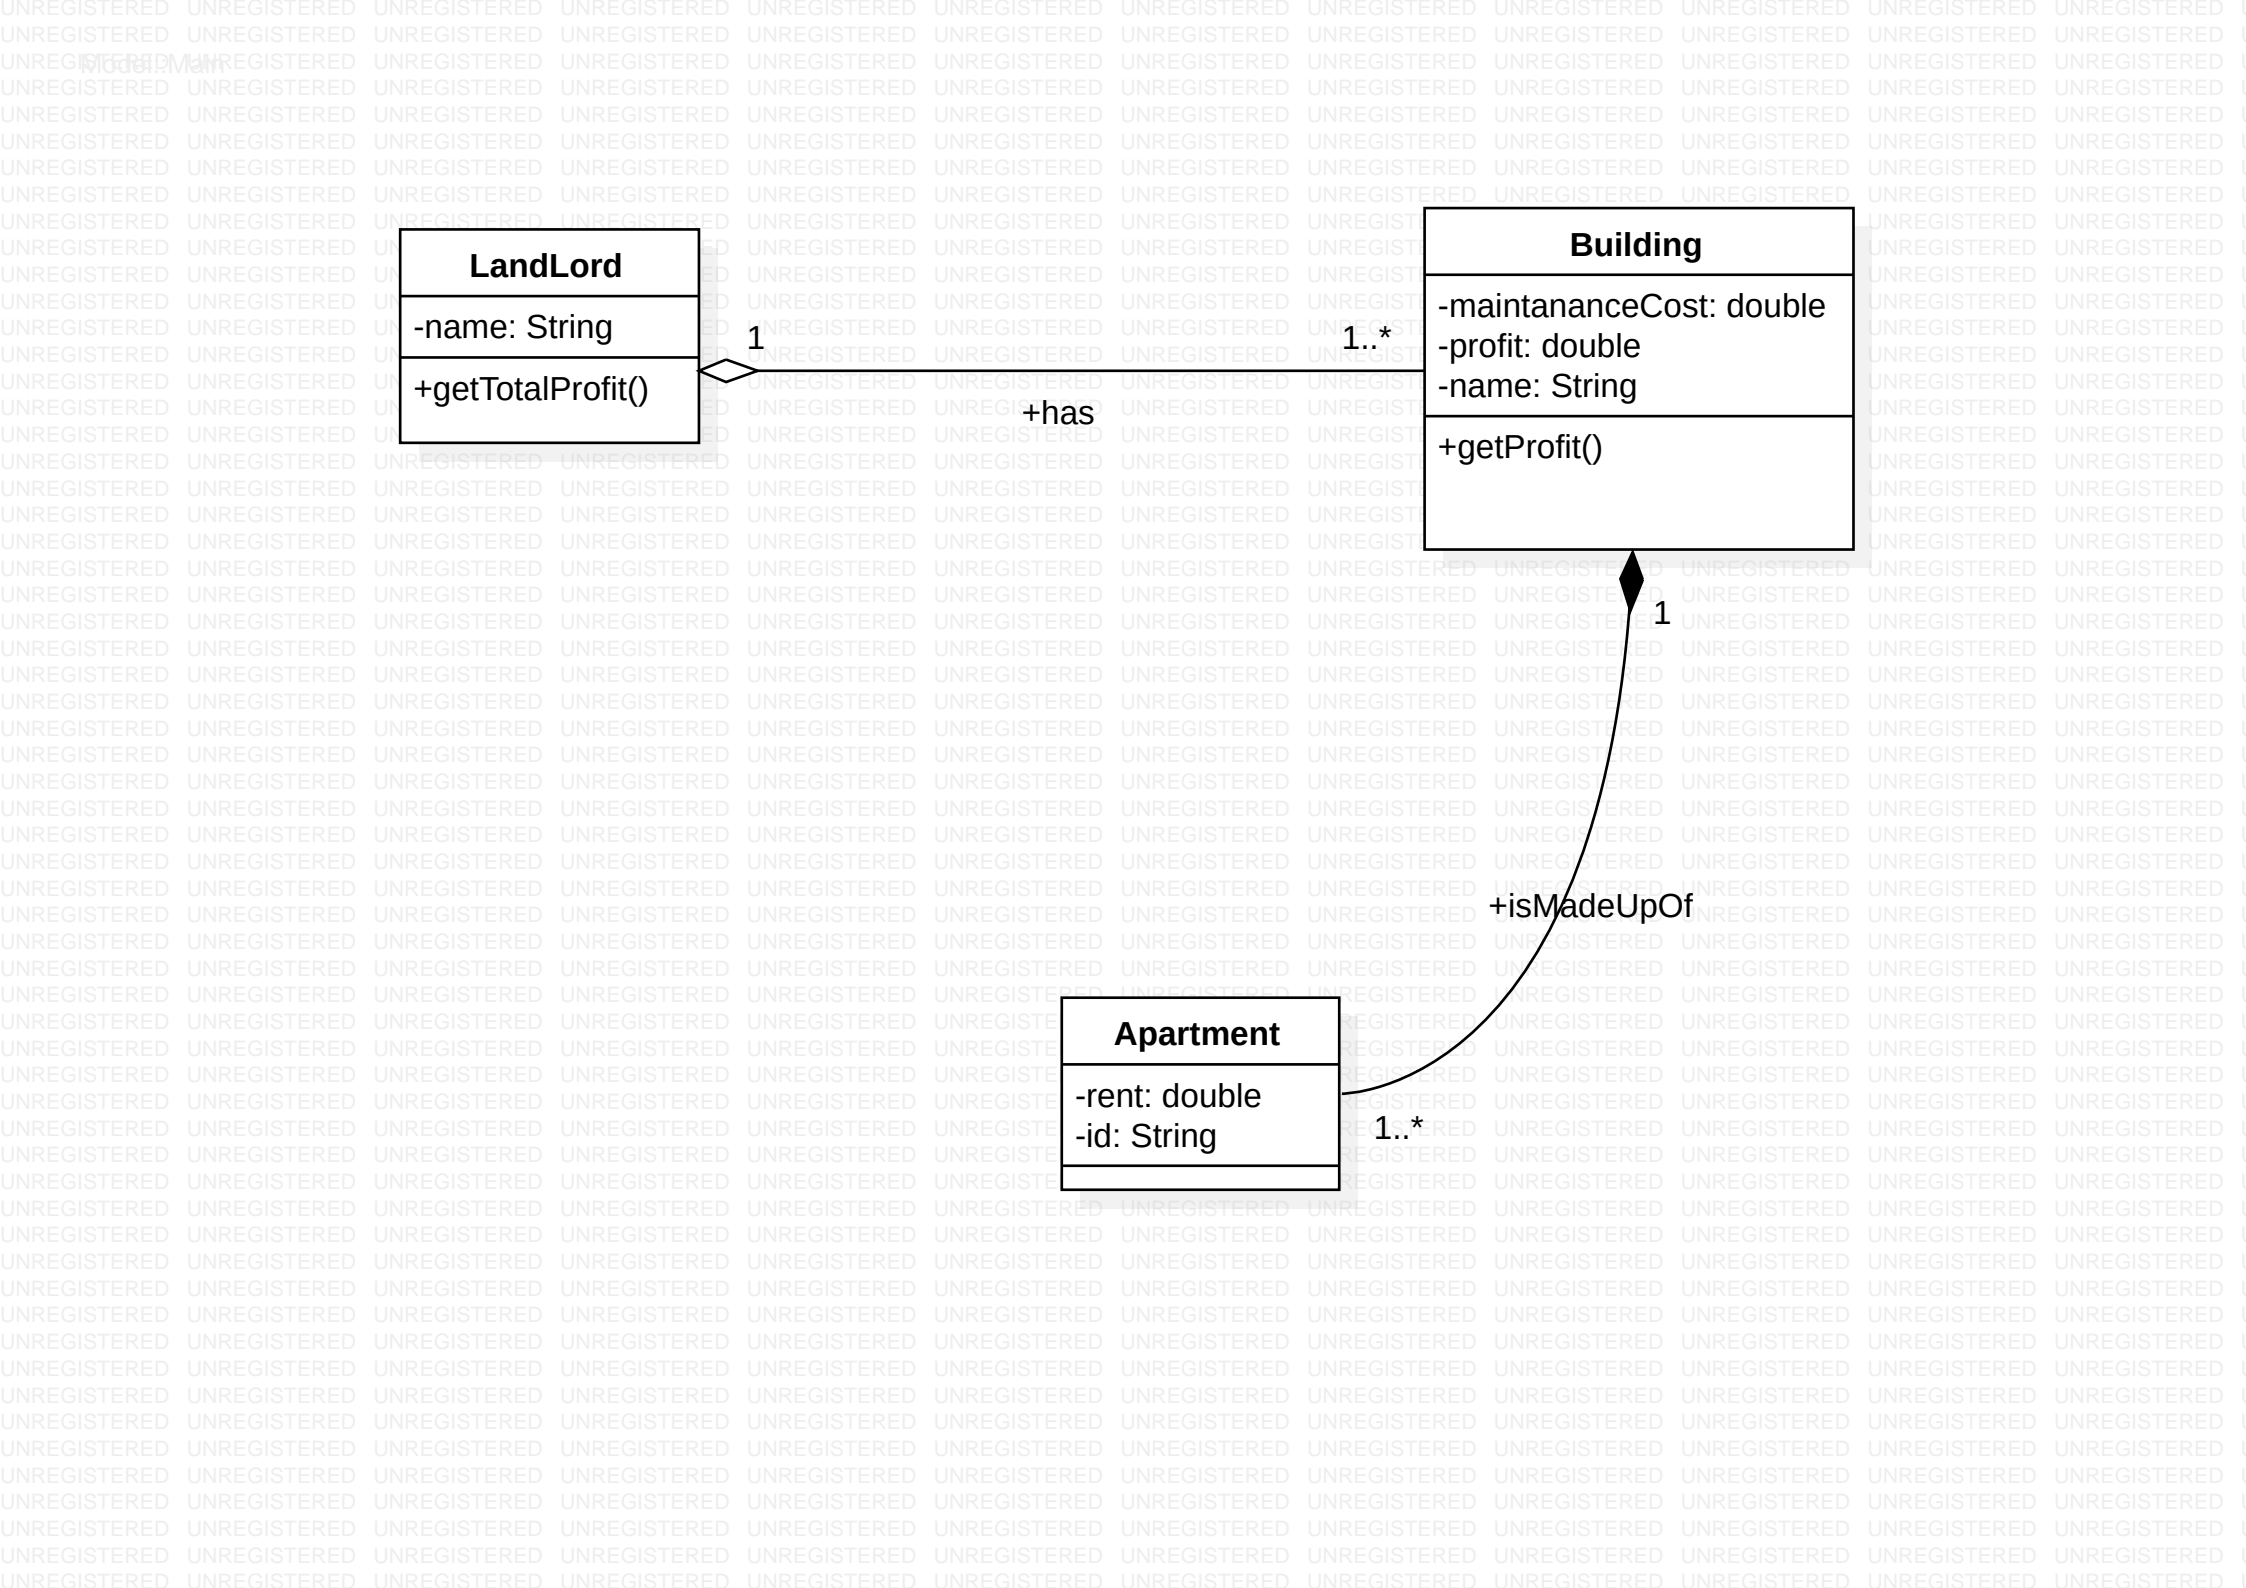 Model::Main
LandLord
-name: String
+getTotalProfit()
1
+has
1..*
Building
-maintananceCost: double
-profit: double
-name: String
+getProfit()
1
+isMadeUpOf
Apartment
-rent: double
-id: String
1..*
UNREGISTERED